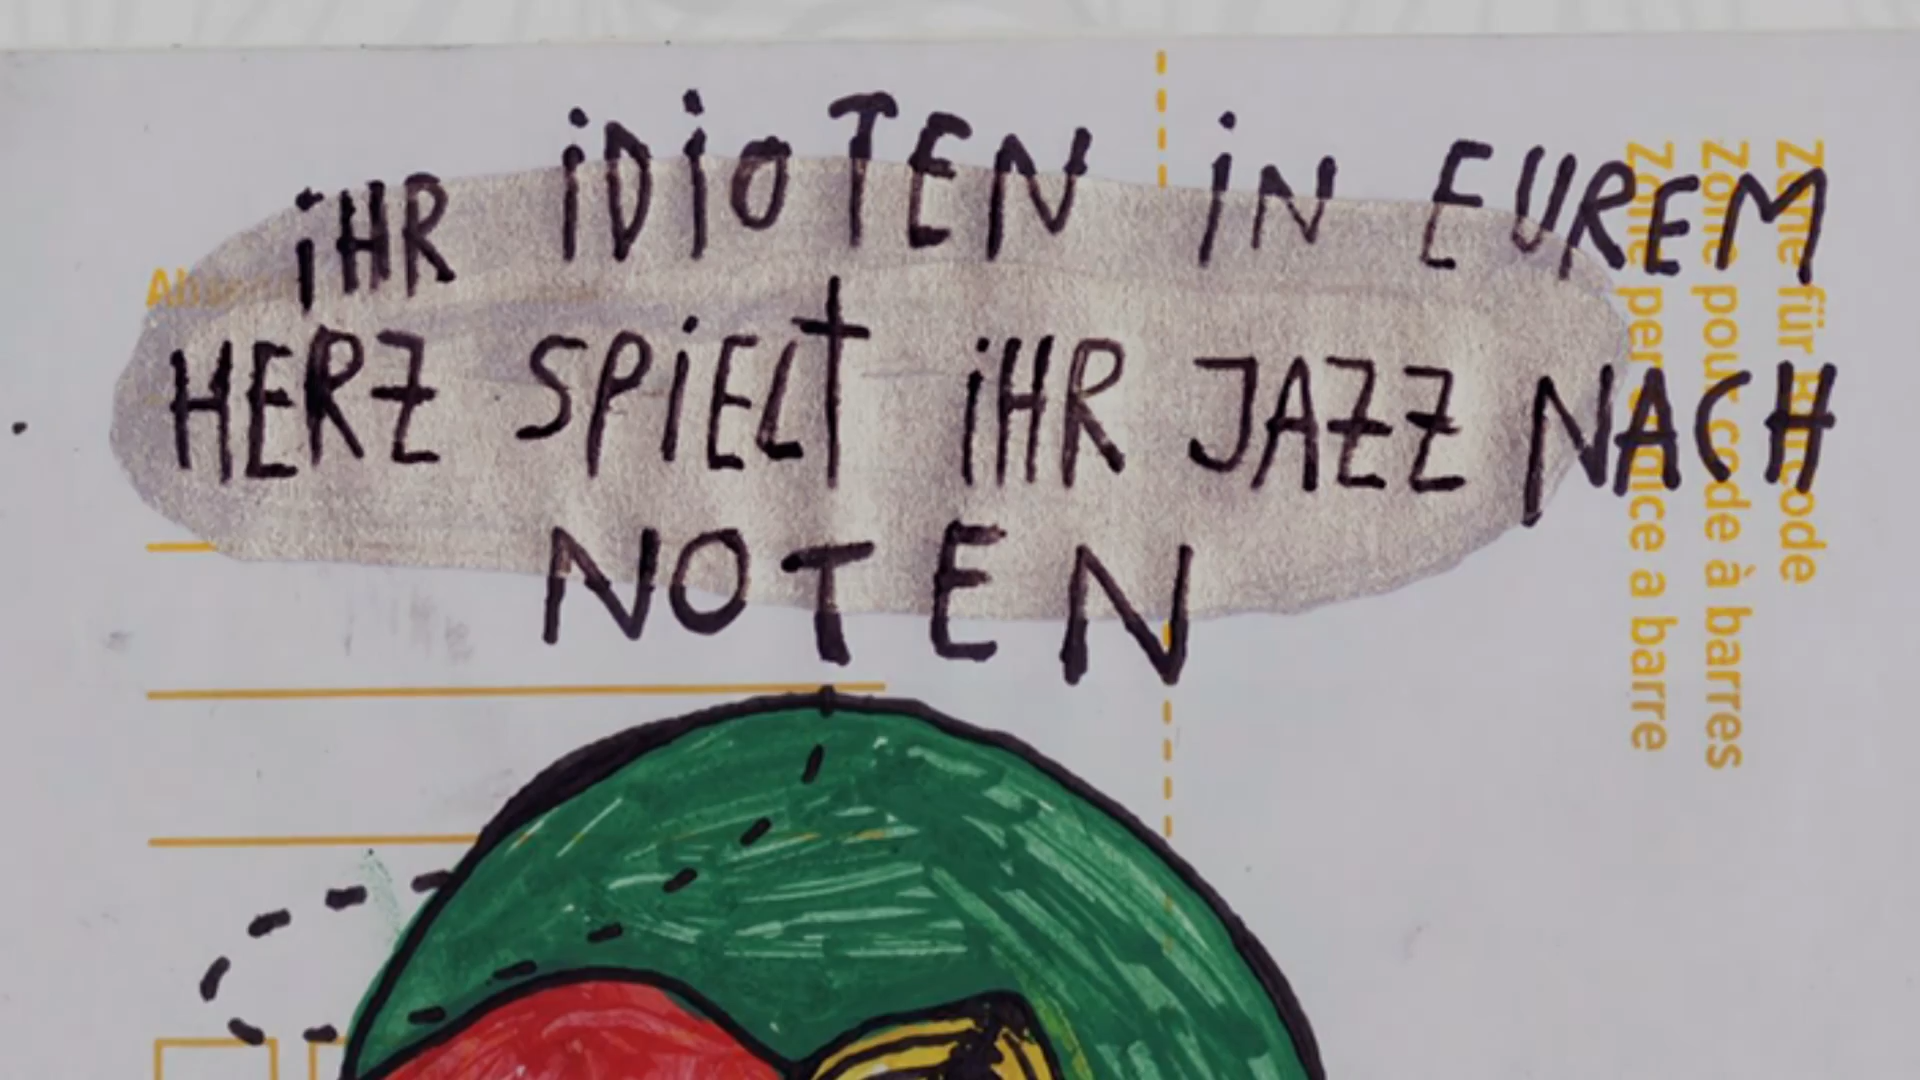 iHR iDiOTEN iN EUREM
HERZ SPiELT iHR JAZZ NACH
NOTEN
Zone für Barcode
Zone pour code à barres
Zone per codice a barre